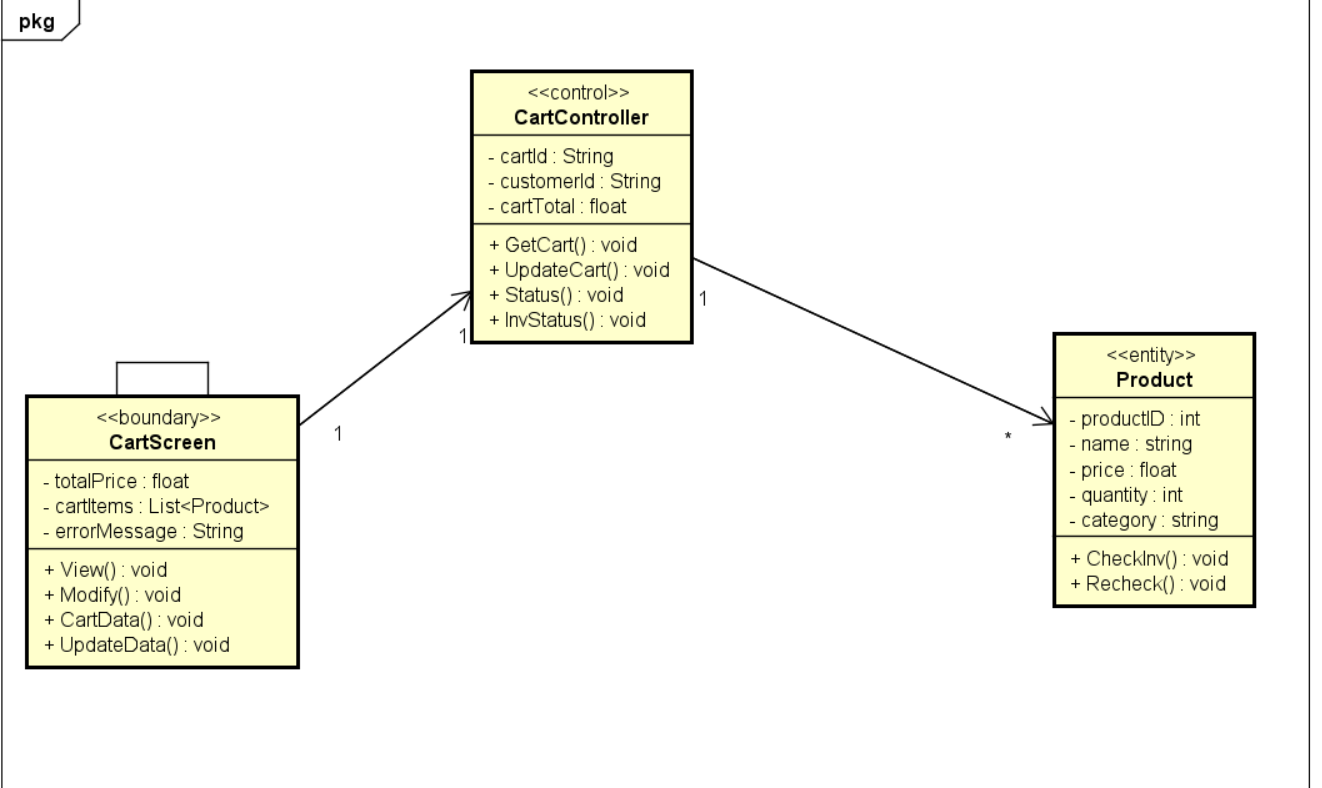 pkg
<<control>>
CartController
- cartId : String
- customerId : String
- cartTotal : float
+ GetCart() : void
+ UpdateCart() : void
+ Status() : void
+ InvStatus() : void
1
1
1
*
<<boundary>>
CartScreen
- totalPrice : float
- cartItems : List<Product>
- errorMessage : String
+ View() : void
+ Modify() : void
+ CartData() : void
+ UpdateData() : void
<<entity>>
Product
- productID : int
- name : string
- price : float
- quantity : int
- category : string
+ CheckInv() : void
+ Recheck() : void